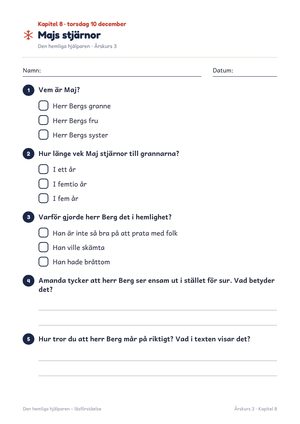 Kapitel 8 · torsdag 10 december
Majs stjärnor
Den hemliga hjälparen · Årskurs 3
Namn:
Datum:
1 Vem är Maj?
Herr Bergs granne
Herr Bergs fru
Herr Bergs syster
2 Hur länge vek Maj stjärnor till grannarna?
I ett år
I femtio år
I fem år
3 Varför gjorde herr Berg det i hemlighet?
Han är inte så bra på att prata med folk
Han ville skämta
Han hade bråttom
4 Amanda tycker att herr Berg ser ensam ut i stället för sur. Vad betyder
det?
5 Hur tror du att herr Berg mår på riktigt? Vad i texten visar det?
Den hemliga hjälparen – läsförståelse
Årskurs 3 · Kapitel 8